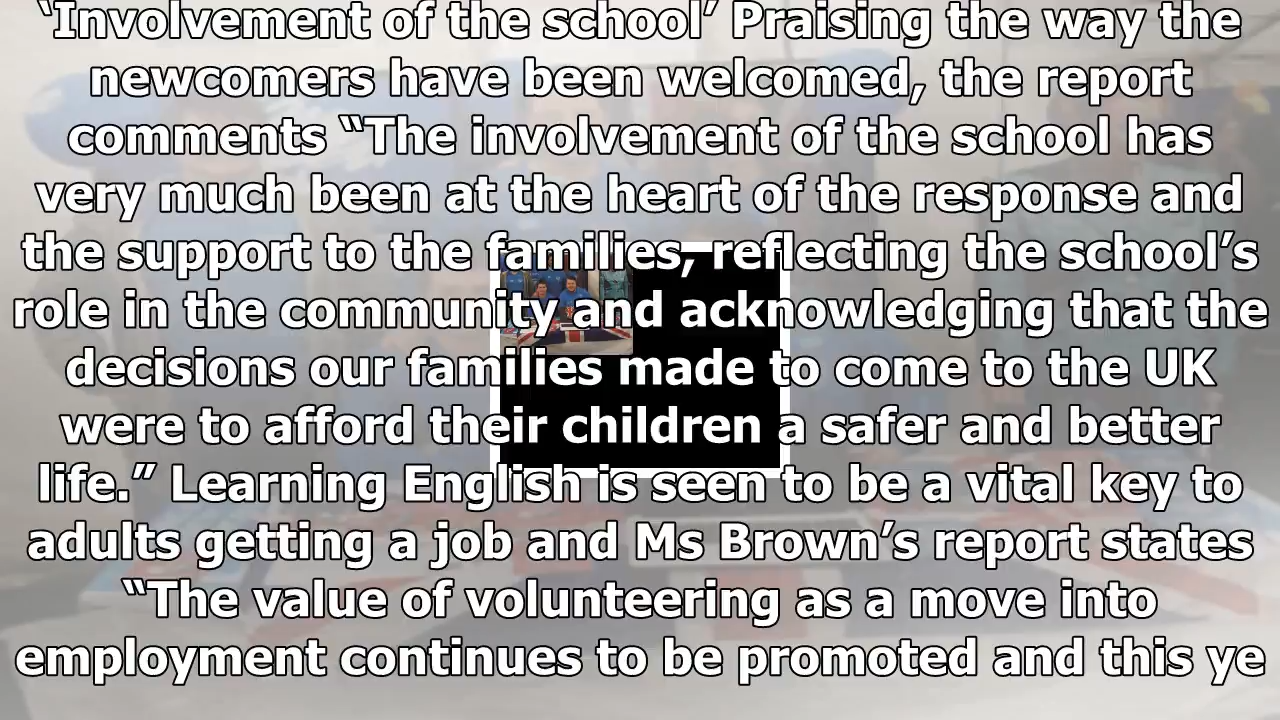 ‘Involvement of the school’ Praising the way the
newcomers have been welcomed, the report
comments “The involvement of the school has
very much been at the heart of the response and
the support to the families, reflecting the school’s
role in the community and acknowledging that the
decisions our families made to come to the UK
were to afford their children a safer and better
life.” Learning English is seen to be a vital key to
adults getting a job and Ms Brown’s report states
“The value of volunteering as a move into
employment continues to be promoted and this ye